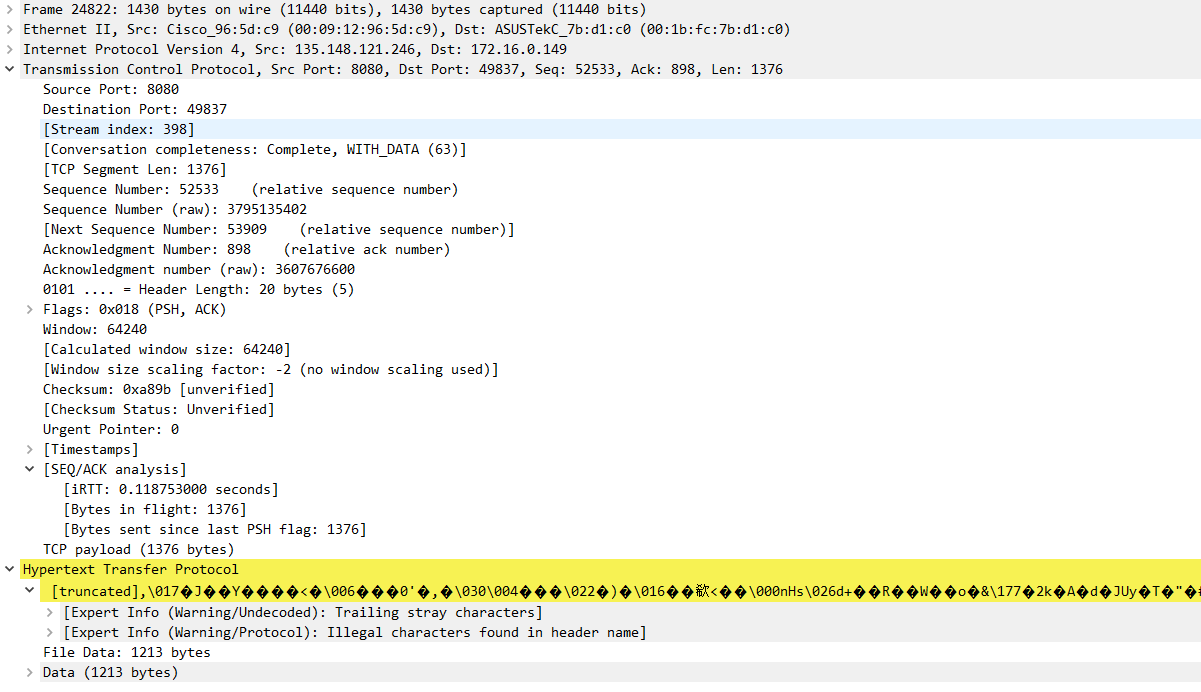 Frame 24822: 1430 bytes on wire (11440 bits), 1430 bytes captured (11440 bits)
Ethernet II, Src: Cisco_96:5d:c9 (00:09:12:96:5d:c9), Dst: ASUSTekC_7b:d1:c0 (00:1b:fc:7b:d1:c0)
Internet Protocol Version 4, Src: 135.148.121.246, Dst: 172.16.0.149
Transmission Control Protocol, Src Port: 8080, Dst Port: 49837, Seq: 52533, Ack: 898, Len: 1376
Source Port: 8080
Destination Port: 49837
[Stream index: 398]
[Conversation completeness: Complete, WITH_DATA (63)]
[TCP Segment Len: 1376]
Sequence Number: 52533    (relative sequence number)
Sequence Number (raw): 3795135402
[Next Sequence Number: 53909    (relative sequence number)]
Acknowledgment Number: 898    (relative ack number)
Acknowledgment number (raw): 3607676600
0101 .... = Header Length: 20 bytes (5)
Flags: 0x018 (PSH, ACK)
Window: 64240
[Calculated window size: 64240]
[Window size scaling factor: -2 (no window scaling used)]
Checksum: 0xa89b [unverified]
[Checksum Status: Unverified]
Urgent Pointer: 0
[Timestamps]
[SEQ/ACK analysis]
[iRTT: 0.118753000 seconds]
[Bytes in flight: 1376]
[Bytes sent since last PSH flag: 1376]
TCP payload (1376 bytes)
Hypertext Transfer Protocol
[truncated],\017�J��Y����<�\006���0'�,�\030\004���\022�)�\016��<��\000nHs\026d+��R��W��o�&\177�2k�A�d�JUy�T�"�
[Expert Info (Warning/Undecoded): Trailing stray characters]
[Expert Info (Warning/Protocol): Illegal characters found in header name]
File Data: 1213 bytes
Data (1213 bytes)